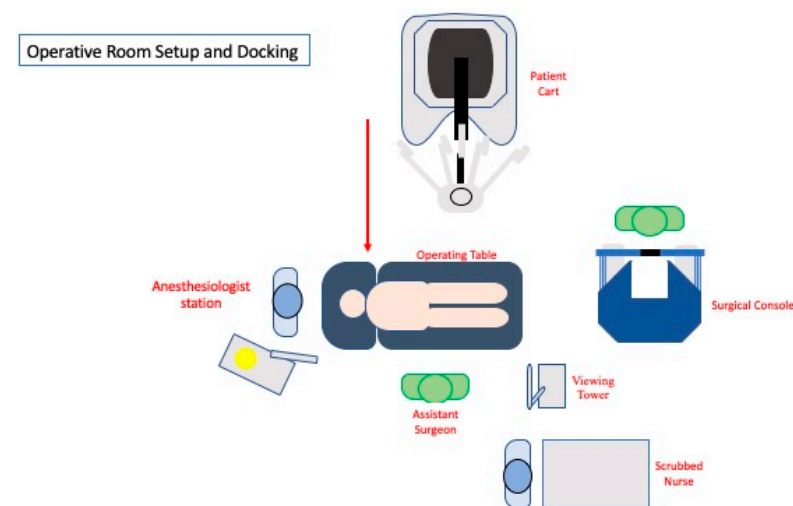 Operative Room Setup and Docking
Patient
Cart
Operating Table
Anesthesiologist
station
Surgical Console
Viewing
Tower
Assistant
Surgeon
Scrubbed
Nurse